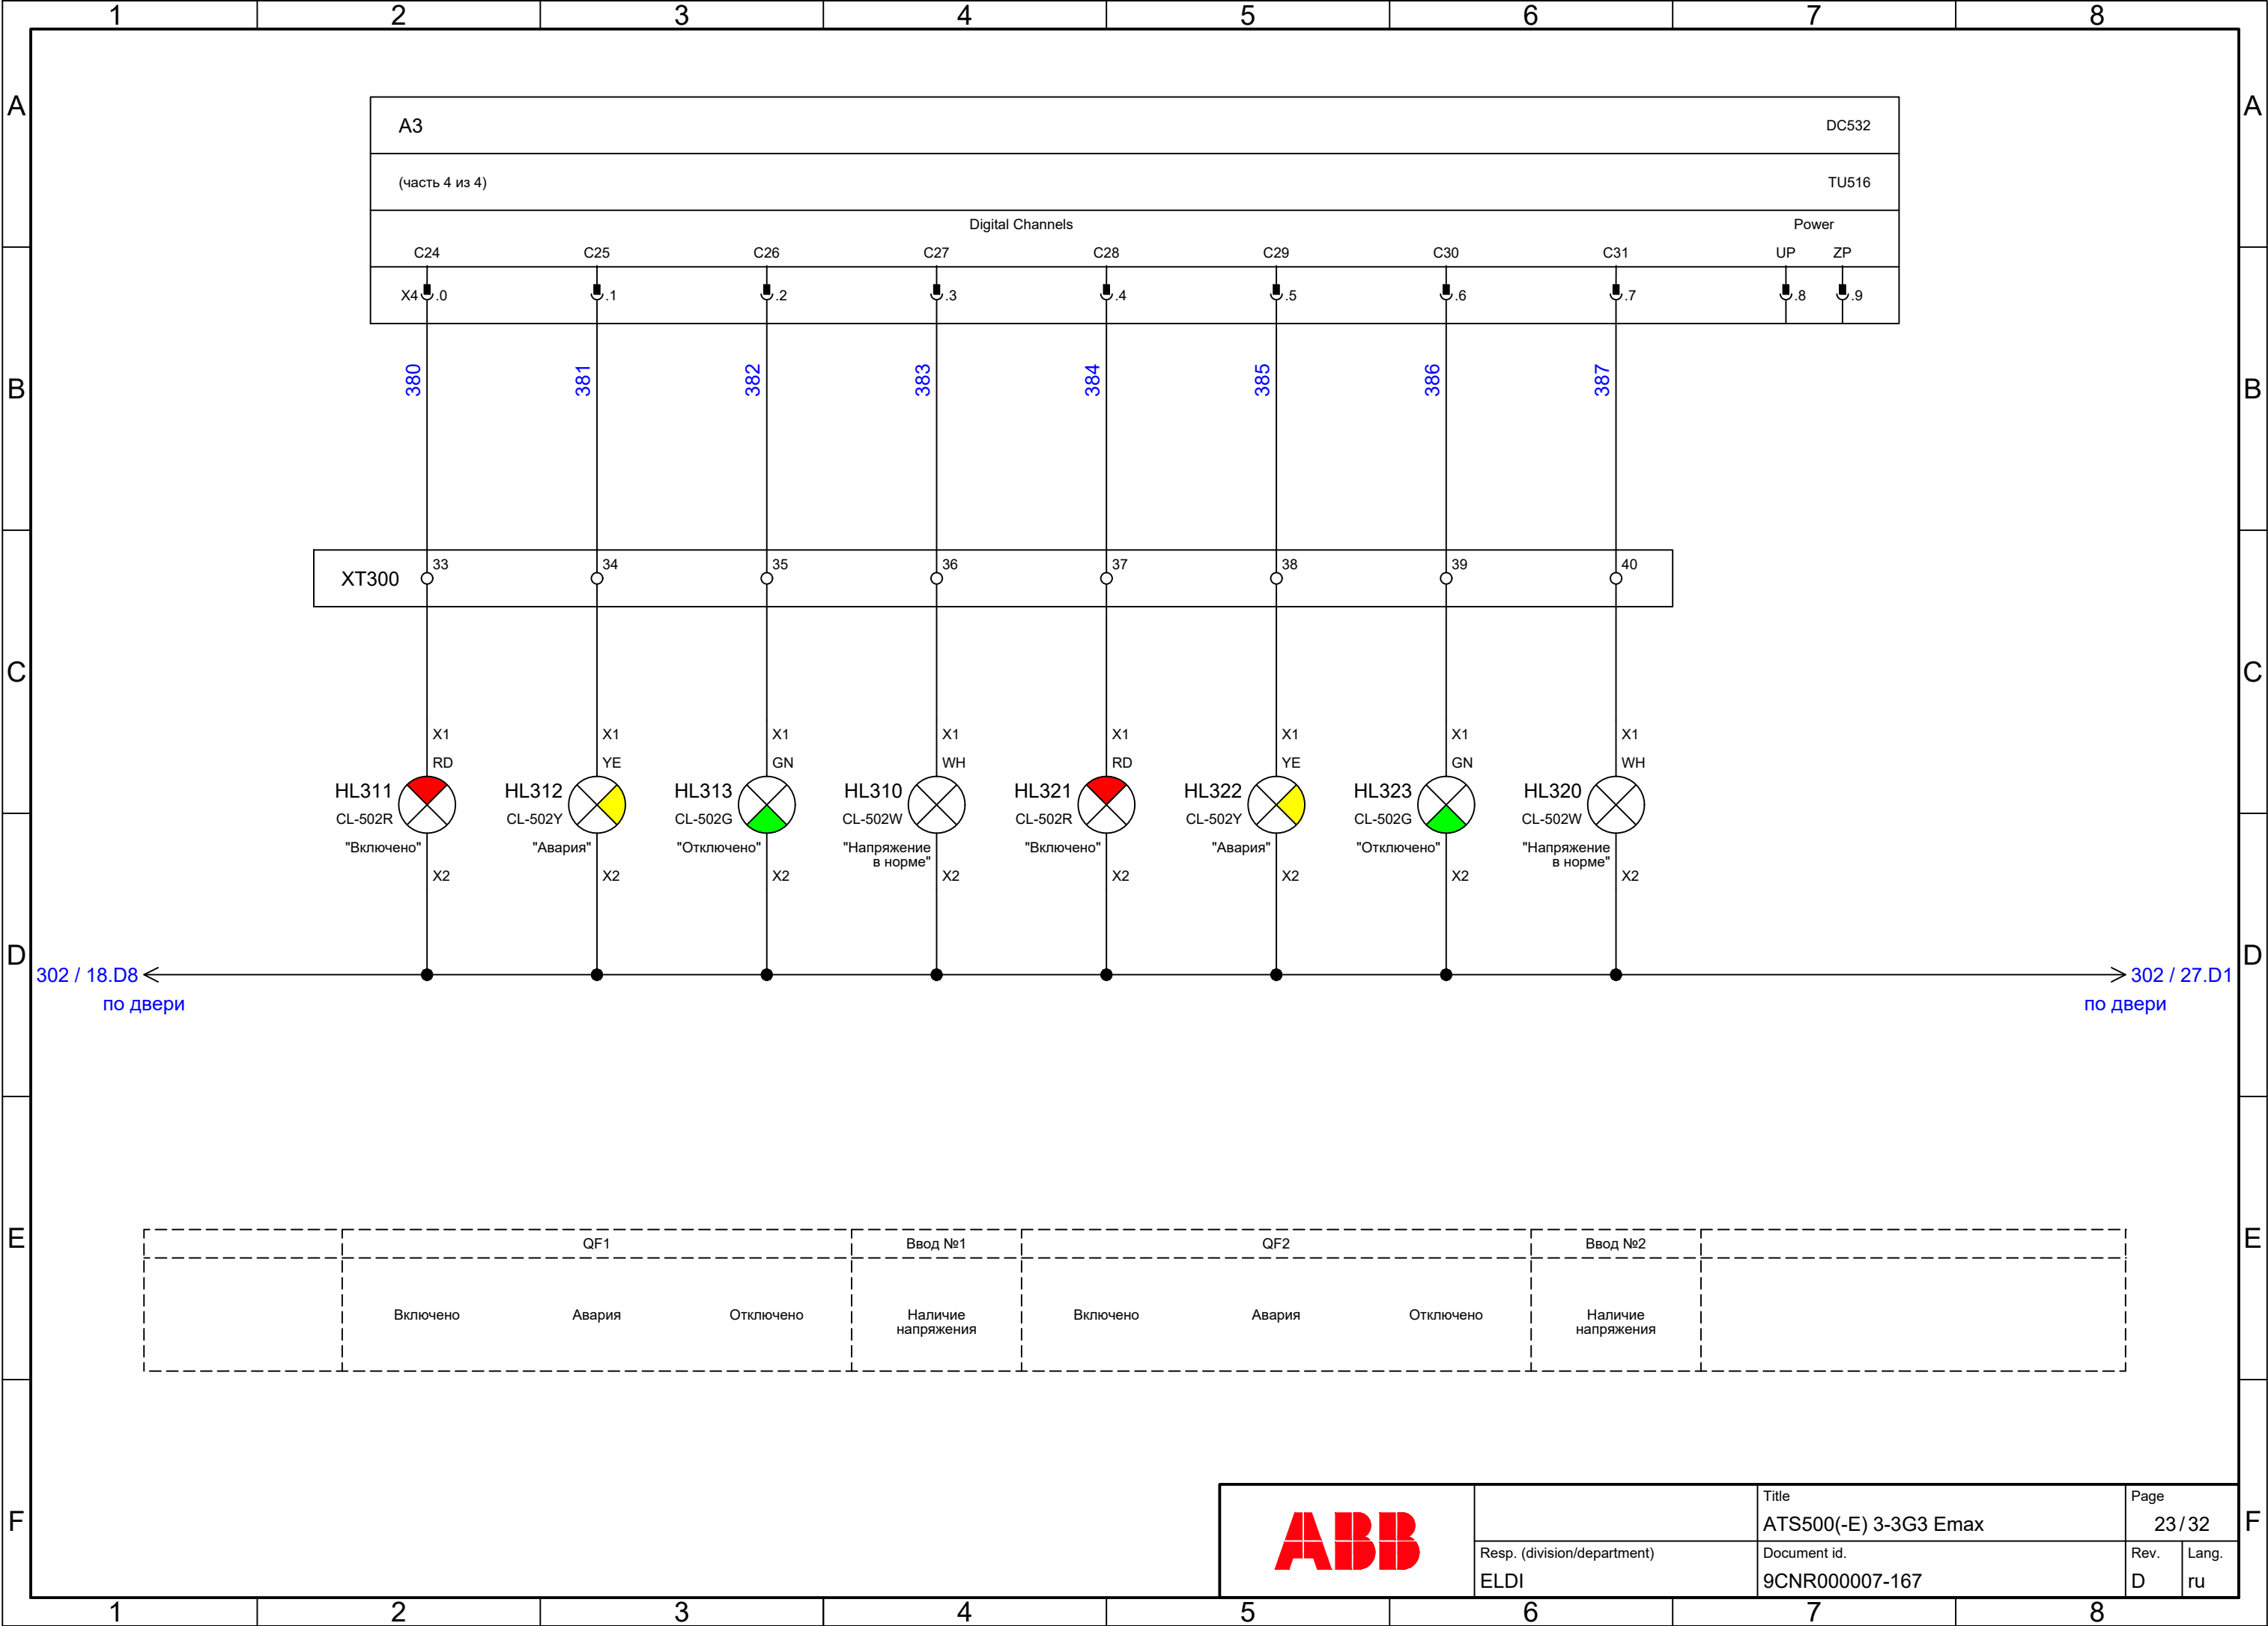 1 2 3 4 5 6 7 8
A A
A3 DC532
(часть 4 из 4) TU516
Digital Channels Power
C24 C25 C26 C27 C28 C29 C30 C31 UP ZP
X4 .0 .1 .2 .3 .4 .5 .6 .7 .8 .9
380 381 382 383 384 385 386 387
B B
33 34 35 36 37 38 39 40
XT300
C C
X1 X1 X1 X1 X1 X1 X1 X1
RD YE GN WH RD YE GN WH
HL311 HL312 HL313 HL310 HL321 HL322 HL323 HL320
CL-502R CL-502Y CL-502G CL-502W CL-502R CL-502Y CL-502G CL-502W
"Включено" "Авария" "Отключено" "Напряжение "Включено" "Авария" "Отключено" "Напряжение
в норме" в норме"
X2 X2 X2 X2 X2 X2 X2 X2
D D
302 / 18.D8 302 / 27.D1
по двери по двери
E E
QF1 Ввод №1 QF2 Ввод №2
Включено Авария Отключено Наличие Включено Авария Отключено Наличие
напряжения напряжения
F F
ABB
Title Page
ATS500(-E) 3-3G3 Emax 23/32
Resp. (division/department) Document id. Rev. Lang.
ELDI 9CNR000007-167 D ru
1 2 3 4 5 6 7 8